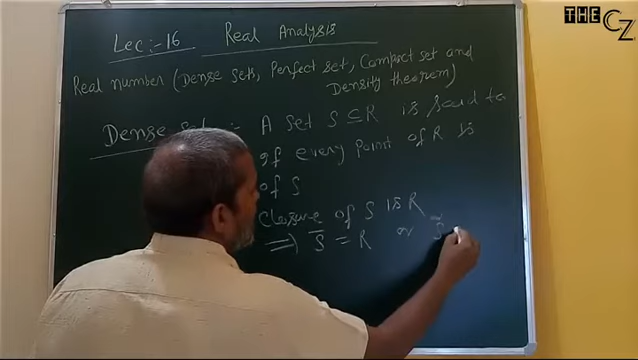 THE CZ
Lec:-16 Real Analysis
Real number (Dense sets, Perfect set, Compact set and
Density theorem)
Dense set :- A set S ⊆ R is said to
of every point of R is
of S
Closure of S is R
=> S̅ = R or S̃